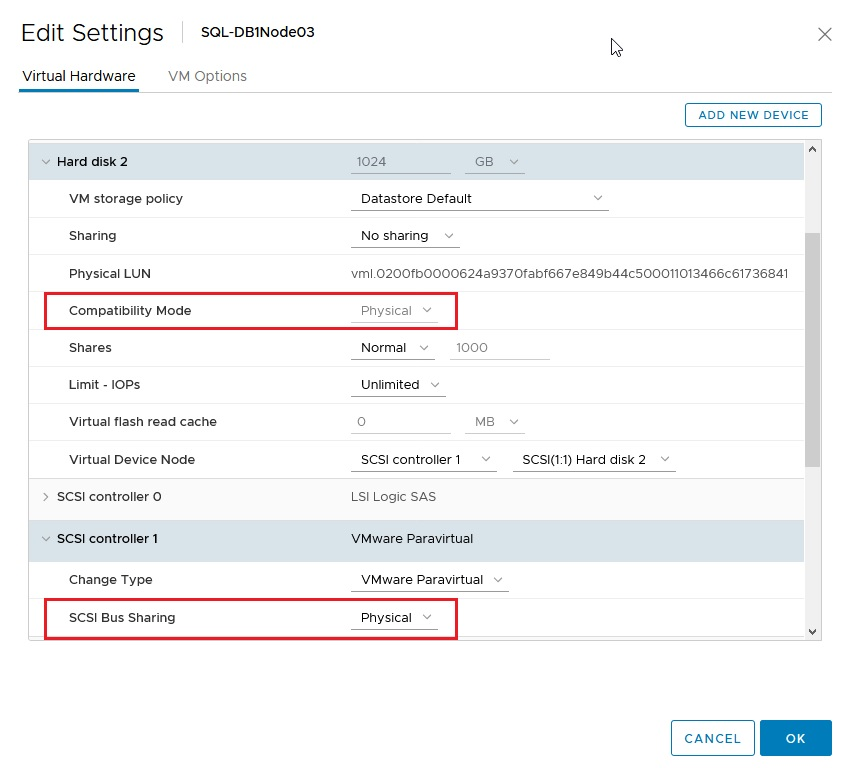 Edit Settings SQL-DB1Node03
Virtual Hardware VM Options
ADD NEW DEVICE
Hard disk 2 1024 GB
VM storage policy Datastore Default
Sharing No sharing
Physical LUN vml.0200fb0000624a9370fabf667e849b44c500011013466c61736841
Compatibility Mode Physical
Shares Normal 1000
Limit - IOPs Unlimited
Virtual flash read cache 0 MB
Virtual Device Node SCSI controller 1 SCSI(1:1) Hard disk 2
SCSI controller 0 LSI Logic SAS
SCSI controller 1 VMware Paravirtual
Change Type VMware Paravirtual
SCSI Bus Sharing Physical
CANCEL OK